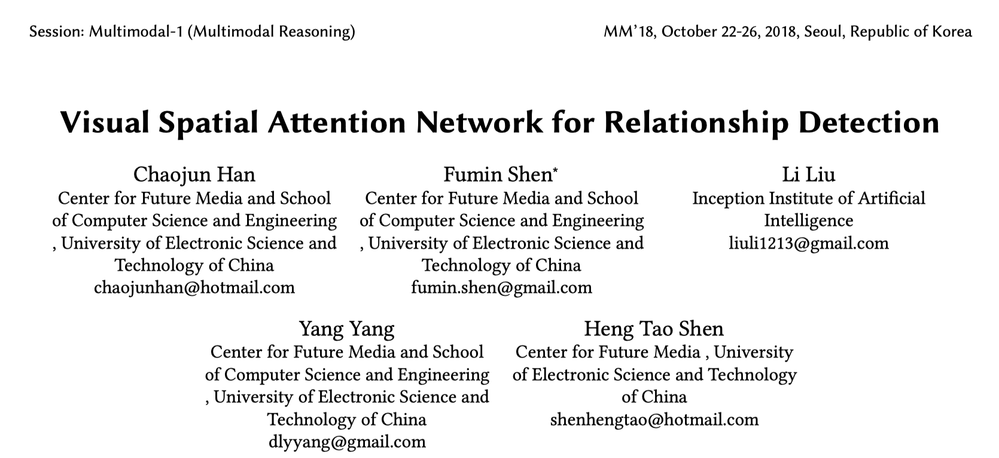 Session: Multimodal-1 (Multimodal Reasoning)
MM’18, October 22-26, 2018, Seoul, Republic of Korea
Visual Spatial Attention Network for Relationship Detection
Chaojun Han
Center for Future Media and School
of Computer Science and Engineering
, University of Electronic Science and
Technology of China
chaojunhan@hotmail.com
Fumin Shen*
Center for Future Media and School
of Computer Science and Engineering
, University of Electronic Science and
Technology of China
fumin.shen@gmail.com
Li Liu
Inception Institute of Artificial
Intelligence
liuli1213@gmail.com
Yang Yang
Center for Future Media and School
of Computer Science and Engineering
, University of Electronic Science and
Technology of China
dlyyang@gmail.com
Heng Tao Shen
Center for Future Media , University
of Electronic Science and Technology
of China
shenhengtao@hotmail.com